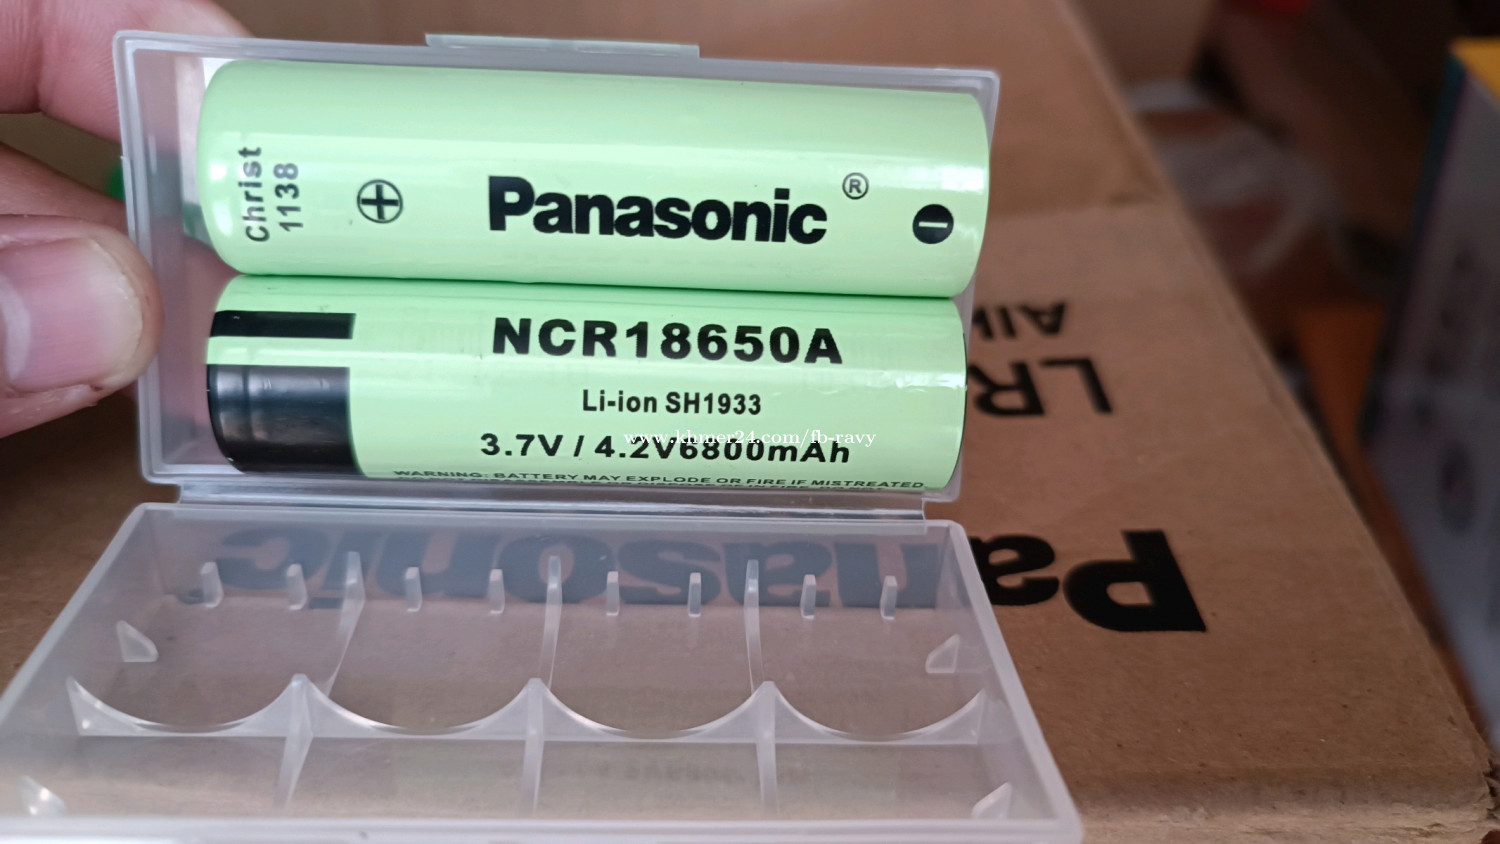 Christ
1138
Panasonic ®
NCR18650A
Li-ion SH1933
3.7V / 4.2V6800mAh
www.khmer24.com/fb-ravy
WARNING: BATTERY MAY EXPLODE OR FIRE IF MISTREATED
LR
Panasonic